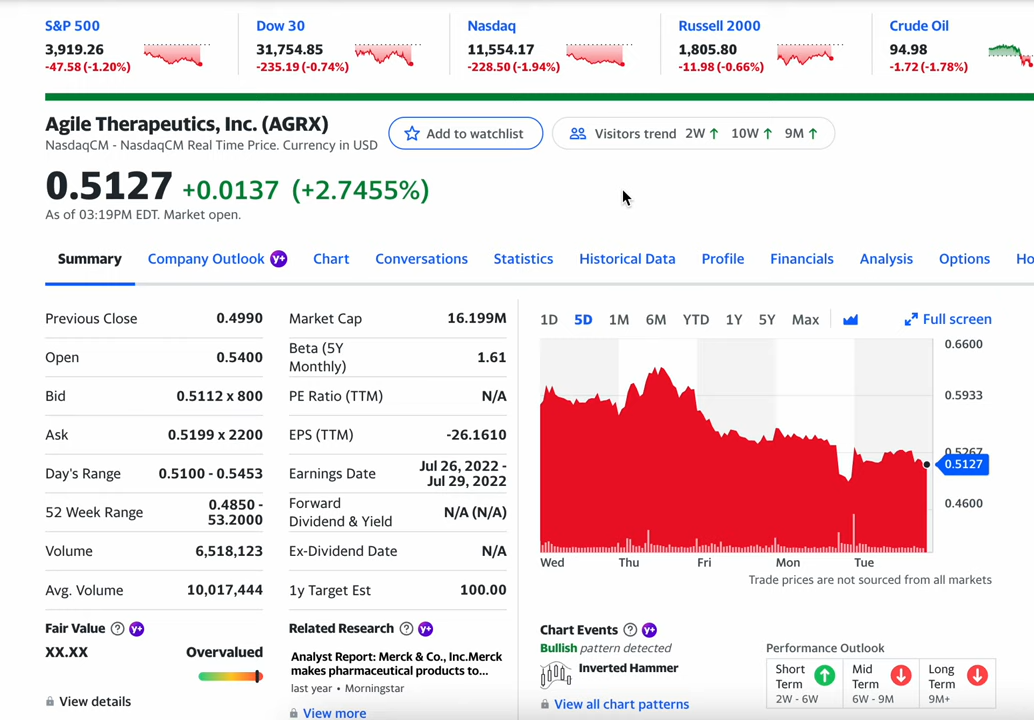 S&P 500
3,919.26
-47.58 (-1.20%)
Dow 30
31,754.85
-235.19 (-0.74%)
Nasdaq
11,554.17
-228.50 (-1.94%)
Russell 2000
1,805.80
-11.98 (-0.66%)
Crude Oil
94.98
-1.72 (-1.78%)
Agile Therapeutics, Inc. (AGRX)
NasdaqCM - NasdaqCM Real Time Price. Currency in USD
Add to watchlist
Visitors trend 2W↑ 10W↑ 9M↑
0.5127 +0.0137 (+2.7455%)
As of 03:19PM EDT. Market open.
Summary Company Outlook y+ Chart Conversations Statistics Historical Data Profile Financials Analysis Options Ho
Previous Close 0.4990
Open 0.5400
Bid 0.5112 x 800
Ask 0.5199 x 2200
Day's Range 0.5100 - 0.5453
52 Week Range 0.4850 -
53.2000
Volume 6,518,123
Avg. Volume 10,017,444
Market Cap 16.199M
Beta (5Y
Monthly) 1.61
PE Ratio (TTM) N/A
EPS (TTM) -26.1610
Earnings Date Jul 26, 2022 -
Jul 29, 2022
Forward
Dividend & Yield N/A (N/A)
Ex-Dividend Date N/A
1y Target Est 100.00
1D 5D 1M 6M YTD 1Y 5Y Max
Full screen
0.6600
0.5933
0.5267
0.5127
0.4600
Wed Thu Fri Mon Tue
Trade prices are not sourced from all markets
Fair Value ? y+
XX.XX Overvalued
View details
Related Research ? y+
Analyst Report: Merck & Co., Inc.Merck
makes pharmaceutical products to...
last year • Morningstar
View more
Chart Events ? y+
Bullish pattern detected
Inverted Hammer
View all chart patterns
Performance Outlook
Short
Term
2W - 6W
Mid
Term
6W - 9M
Long
Term
9M+